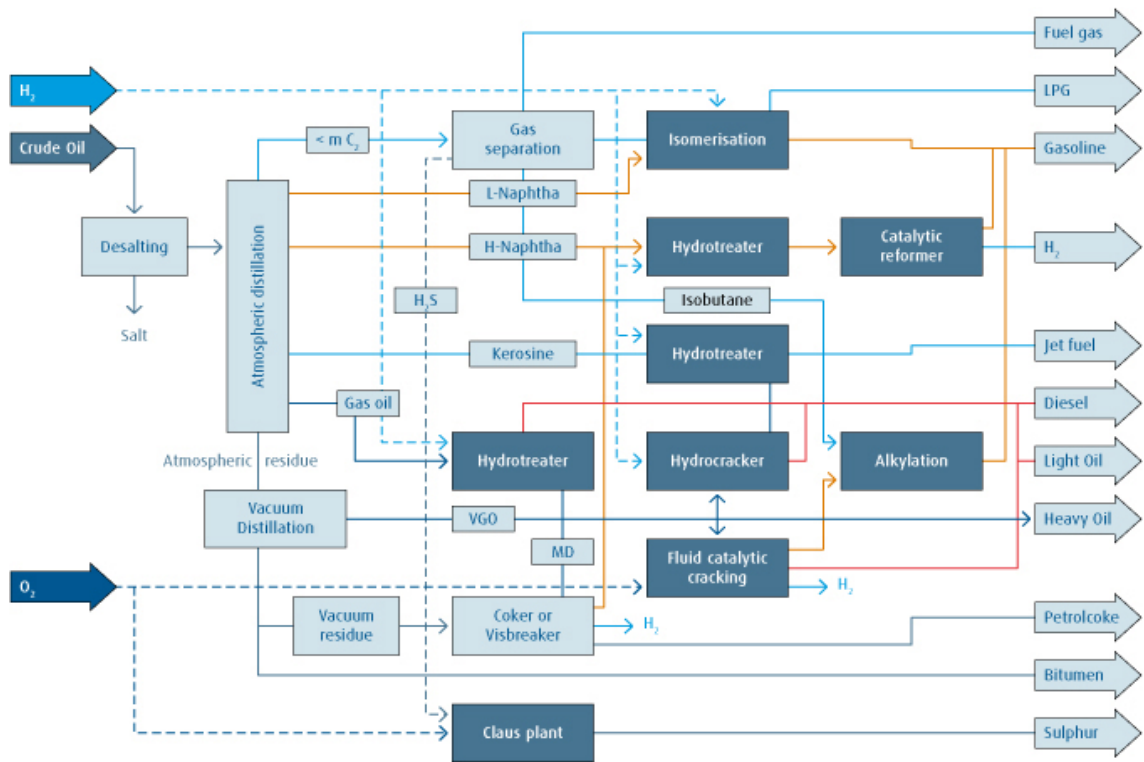 Fuel gas
H₂
LPG
Crude Oil
< m C₂
Gas
separation
Isomerisation
Gasoline
L-Naphtha
Desalting
Atmospheric distillation
H-Naphtha
Hydrotreater
Catalytic
reformer
H₂
H₂S
Isobutane
Salt
Kerosine
Hydrotreater
Jet fuel
Gas oil
Diesel
Atmospheric residue
Hydrotreater
Hydrocracker
Alkylation
Light Oil
Vacuum
Distillation
VGO
Heavy Oil
MD
Fluid catalytic
cracking
O₂
H₂
Vacuum
residue
Coker or
Visbreaker
H₂
Petrolcoke
Bitumen
Claus plant
Sulphur